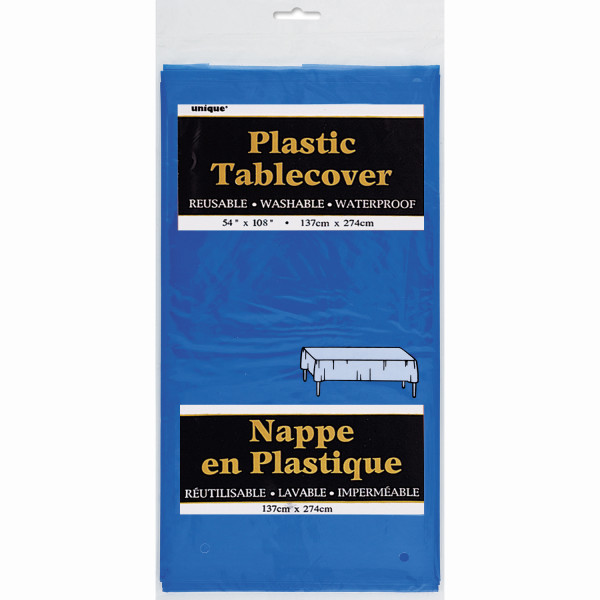 unique®
Plastic
Tablecover
REUSABLE • WASHABLE • WATERPROOF
54" x 108" • 137cm x 274cm
Nappe
en Plastique
RÉUTILISABLE • LAVABLE • IMPERMÉABLE
137cm x 274cm